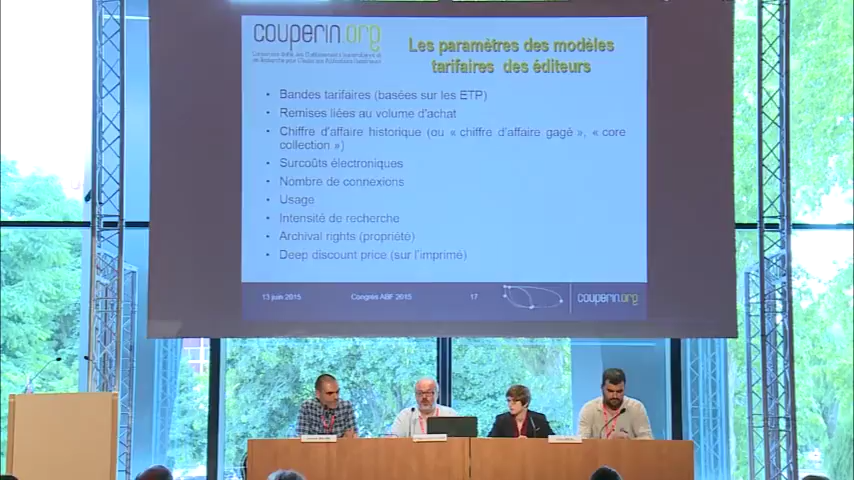 couperin.org
Les paramètres des modèles
tarifaires des éditeurs
• Bandes tarifaires (basées sur les ETP)
• Remises liées au volume d'achat
• Chiffre d'affaire historique (ou « chiffre d'affaire gagé », « core
collection »)
• Surcoûts électroniques
• Nombre de connexions
• Usage
• Intensité de recherche
• Archival rights (propriété)
• Deep discount price (sur l'imprimé)
13 juin 2015 Congrès ABF 2015 17 couperin.org